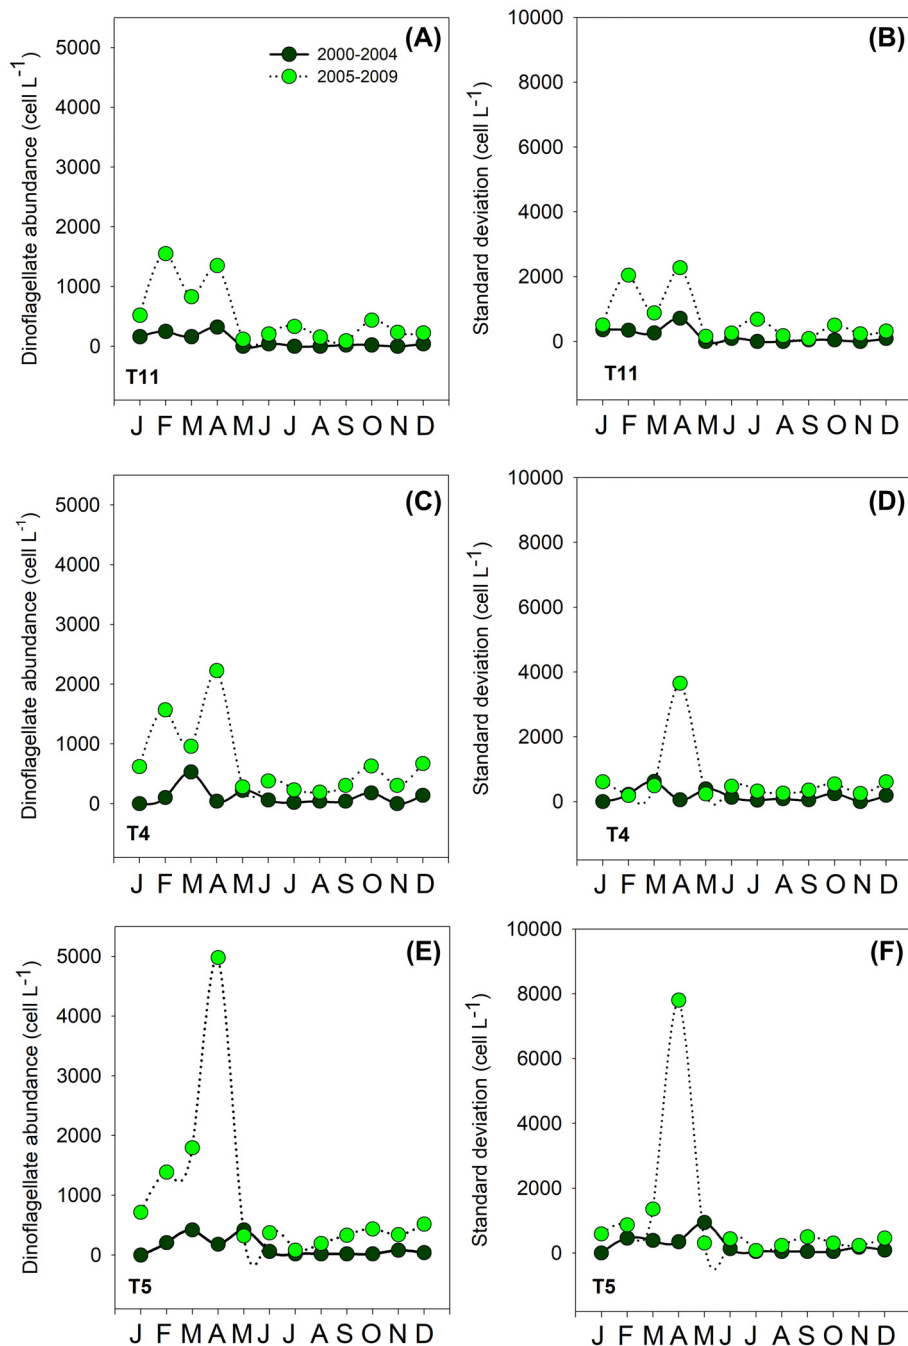 (A)
Dinoflagellate abundance (cell L⁻¹)
5000
4000
3000
2000
1000
0
2000-2004
2005-2009
T11
J F M A M J J A S O N D
(B)
Standard deviation (cell L⁻¹)
10000
8000
6000
4000
2000
0
T11
J F M A M J J A S O N D
(C)
Dinoflagellate abundance (cell L⁻¹)
5000
4000
3000
2000
1000
0
T4
J F M A M J J A S O N D
(D)
Standard deviation (cell L⁻¹)
10000
8000
6000
4000
2000
0
T4
J F M A M J J A S O N D
(E)
Dinoflagellate abundance (cell L⁻¹)
5000
4000
3000
2000
1000
0
T5
J F M A M J J A S O N D
(F)
Standard deviation (cell L⁻¹)
10000
8000
6000
4000
2000
0
T5
J F M A M J J A S O N D